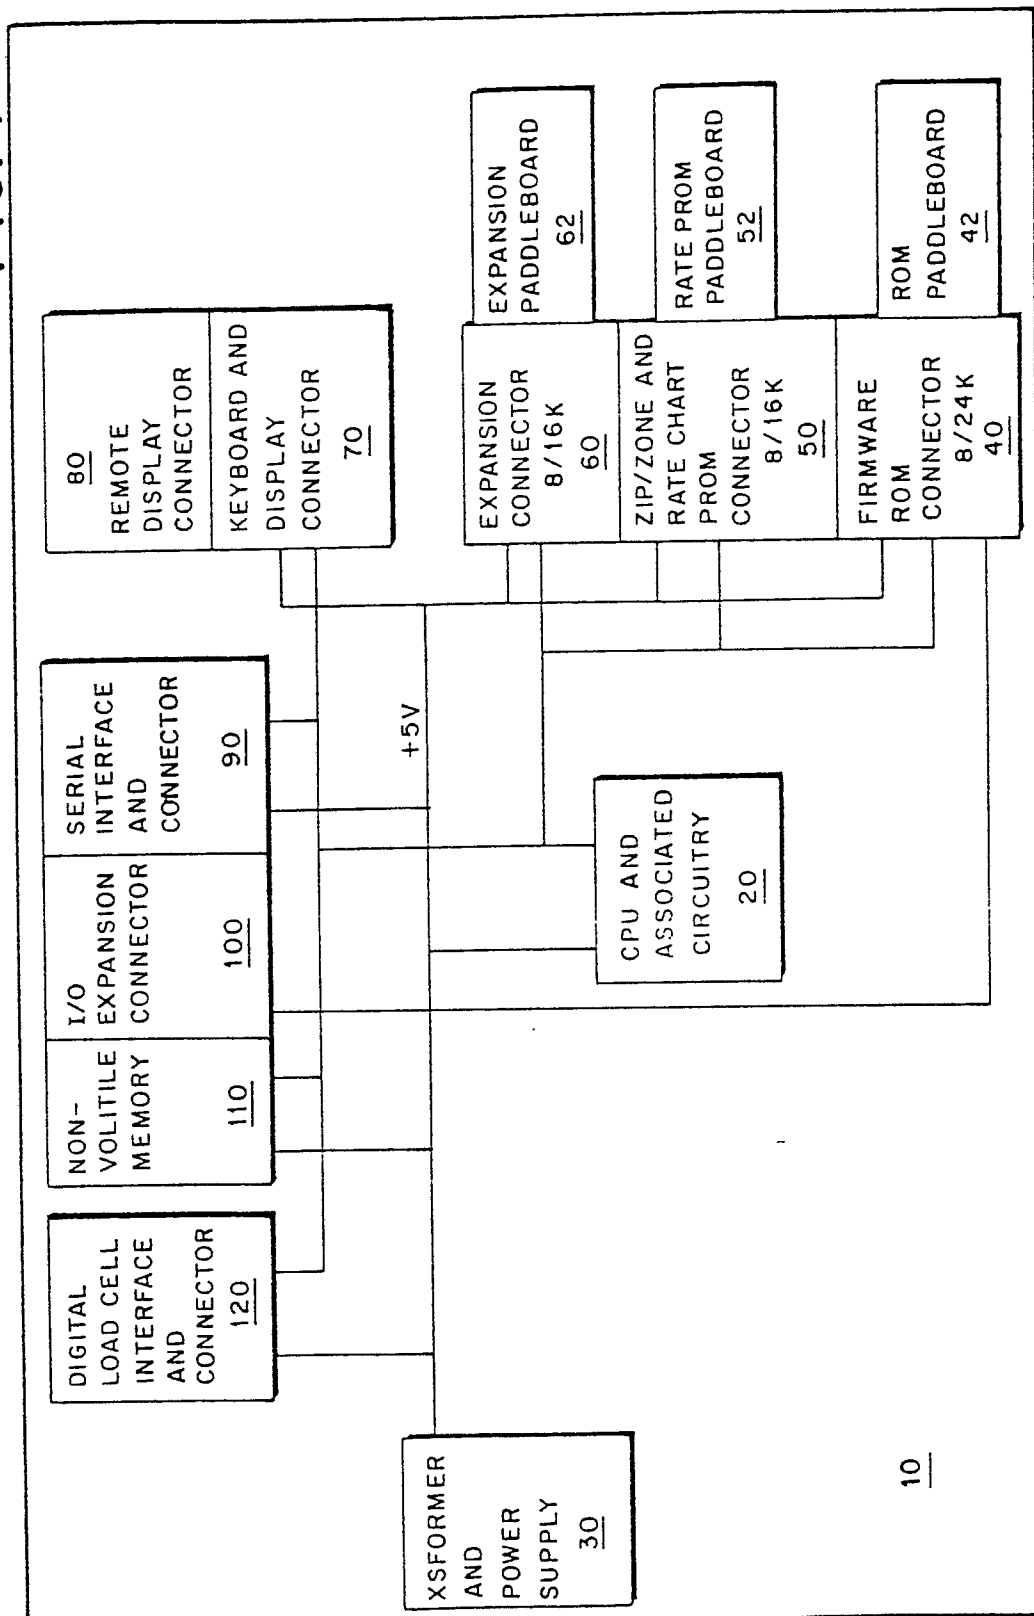 DIGITAL
LOAD CELL
INTERFACE
AND
CONNECTOR
120
NON-
VOLITILE
MEMORY
110
I/O
EXPANSION
CONNECTOR
100
SERIAL
INTERFACE
AND
CONNECTOR
90
80
REMOTE
DISPLAY
CONNECTOR
KEYBOARD AND
DISPLAY
CONNECTOR
70
XSFORMER
AND
POWER
SUPPLY
30
+5V
CPU AND
ASSOCIATED
CIRCUITRY
20
EXPANSION
CONNECTOR
8/16K
60
EXPANSION
PADDLEBOARD
62
ZIP/ZONE AND
RATE CHART
PROM
CONNECTOR
8/16K
50
RATE PROM
PADDLEBOARD
52
FIRMWARE
ROM
CONNECTOR
8/24K
40
ROM
PADDLEBOARD
42
10